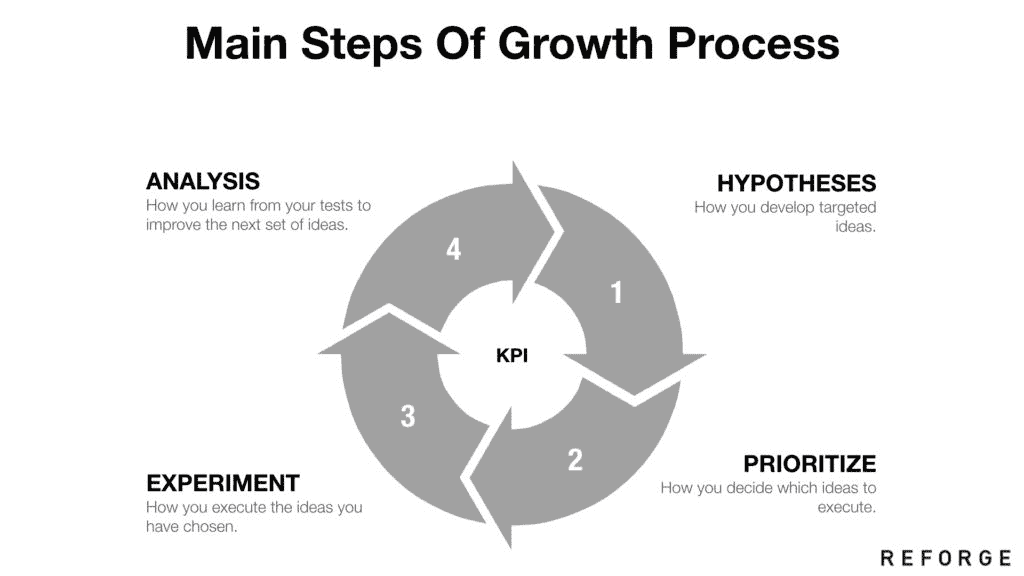 Main Steps Of Growth Process
ANALYSIS
How you learn from your tests to
improve the next set of ideas.
HYPOTHESES
How you develop targeted
ideas.
4
1
KPI
3
2
EXPERIMENT
How you execute the ideas you
have chosen.
PRIORITIZE
How you decide which ideas to
execute.
REFORGE